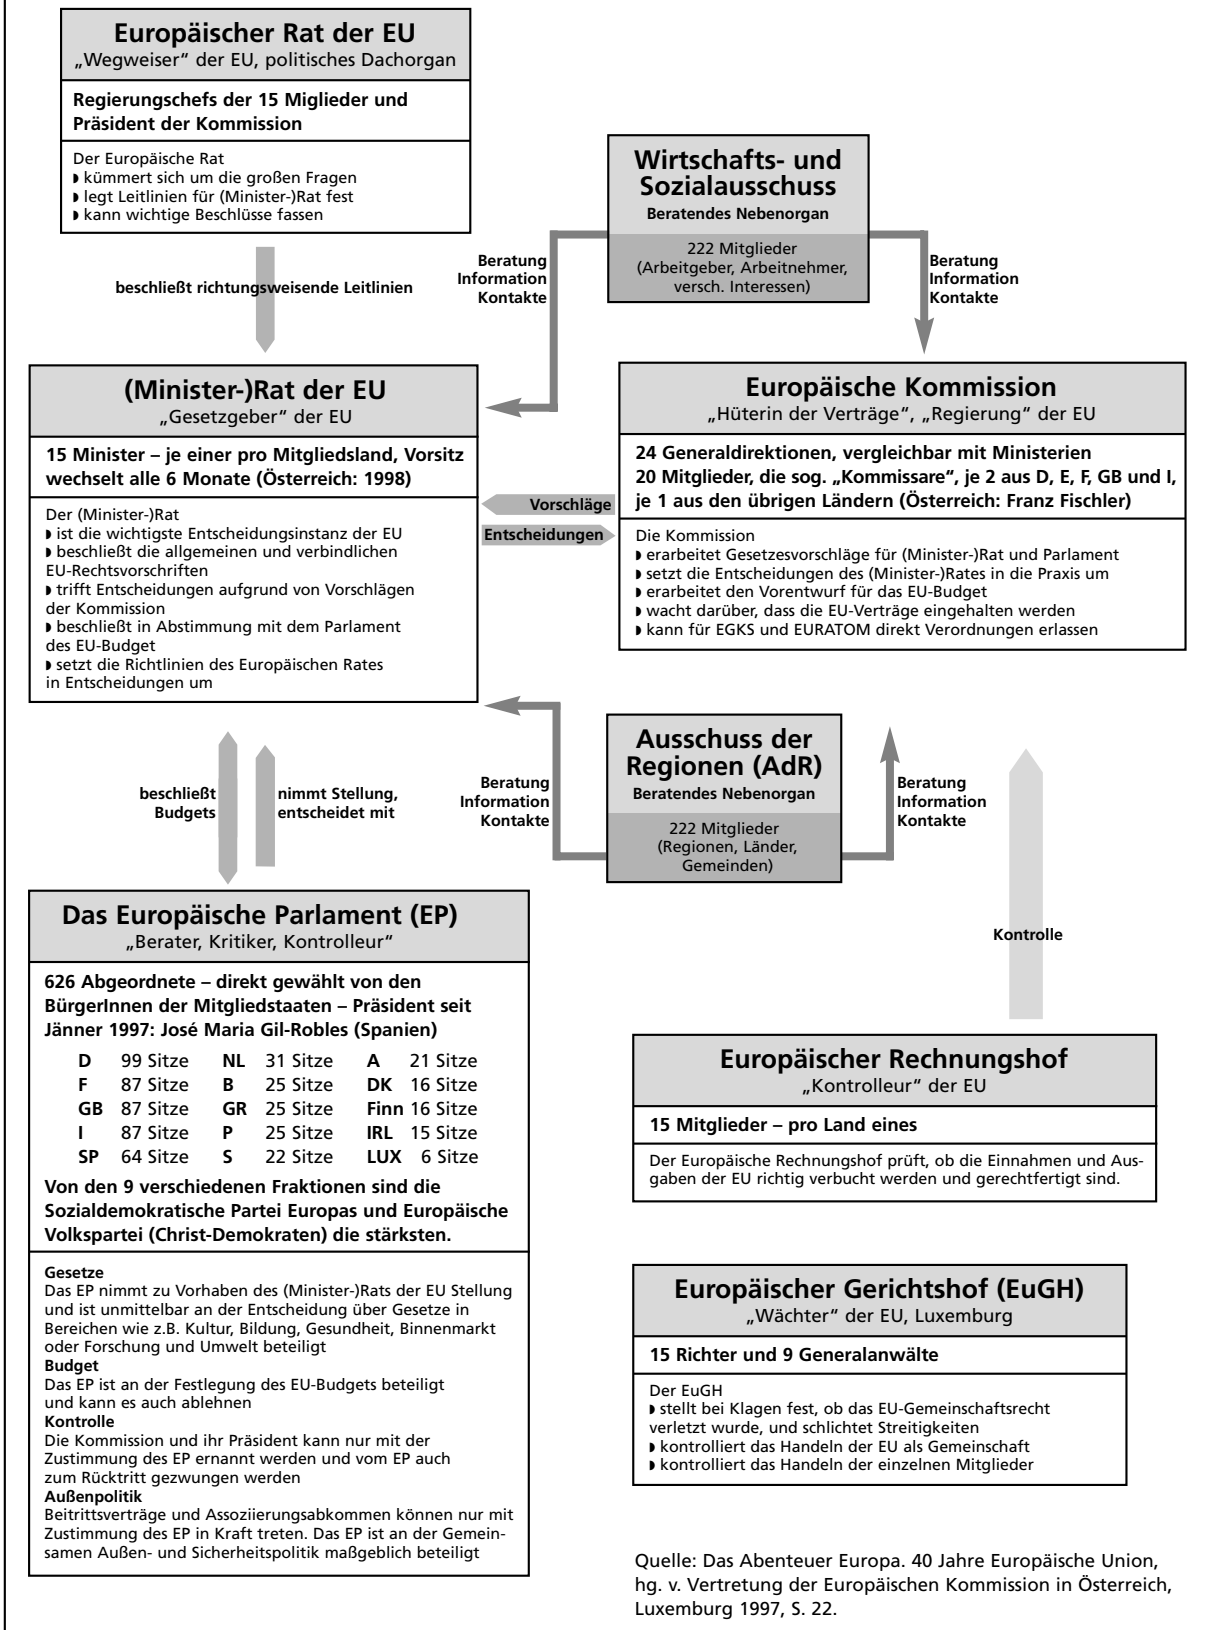 Europäischer Rat der EU
„Wegweiser“ der EU, politisches Dachorgan
Regierungschefs der 15 Miglieder und
Präsident der Kommission
Der Europäische Rat
◗ kümmert sich um die großen Fragen
◗ legt Leitlinien für (Minister-)Rat fest
◗ kann wichtige Beschlüsse fassen
Wirtschafts- und
Sozialausschuss
Beratendes Nebenorgan
222 Mitglieder
(Arbeitgeber, Arbeitnehmer,
versch. Interessen)
beschließt richtungsweisende Leitlinien
Beratung
Information
Kontakte
Beratung
Information
Kontakte
(Minister-)Rat der EU
„Gesetzgeber“ der EU
15 Minister – je einer pro Mitgliedsland, Vorsitz
wechselt alle 6 Monate (Österreich: 1998)
Der (Minister-)Rat
◗ ist die wichtigste Entscheidungsinstanz der EU
◗ beschließt die allgemeinen und verbindlichen
EU-Rechtsvorschriften
◗ trifft Entscheidungen aufgrund von Vorschlägen
der Kommission
◗ beschließt in Abstimmung mit dem Parlament
des EU-Budget
◗ setzt die Richtlinien des Europäischen Rates
in Entscheidungen um
Vorschläge
Entscheidungen
Europäische Kommission
„Hüterin der Verträge“, „Regierung“ der EU
24 Generaldirektionen, vergleichbar mit Ministerien
20 Mitglieder, die sog. „Kommissare“, je 2 aus D, E, F, GB und I,
je 1 aus den übrigen Ländern (Österreich: Franz Fischler)
Die Kommission
◗ erarbeitet Gesetzesvorschläge für (Minister-)Rat und Parlament
◗ setzt die Entscheidungen des (Minister-)Rates in die Praxis um
◗ erarbeitet den Vorentwurf für das EU-Budget
◗ wacht darüber, dass die EU-Verträge eingehalten werden
◗ kann für EGKS und EURATOM direkt Verordnungen erlassen
beschließt
Budgets
nimmt Stellung,
entscheidet mit
Beratung
Information
Kontakte
Ausschuss der
Regionen (AdR)
Beratendes Nebenorgan
222 Mitglieder
(Regionen, Länder,
Gemeinden)
Beratung
Information
Kontakte
Kontrolle
Das Europäische Parlament (EP)
„Berater, Kritiker, Kontrolleur“
626 Abgeordnete – direkt gewählt von den
BürgerInnen der Mitgliedstaaten – Präsident seit
Jänner 1997: José Maria Gil-Robles (Spanien)
D 99 Sitze NL 31 Sitze A 21 Sitze
F 87 Sitze B 25 Sitze DK 16 Sitze
GB 87 Sitze GR 25 Sitze Finn 16 Sitze
I 87 Sitze P 25 Sitze IRL 15 Sitze
SP 64 Sitze S 22 Sitze LUX 6 Sitze
Von den 9 verschiedenen Fraktionen sind die
Sozialdemokratische Partei Europas und Europäische
Volkspartei (Christ-Demokraten) die stärksten.
Gesetze
Das EP nimmt zu Vorhaben des (Minister-)Rats der EU Stellung
und ist unmittelbar an der Entscheidung über Gesetze in
Bereichen wie z.B. Kultur, Bildung, Gesundheit, Binnenmarkt
oder Forschung und Umwelt beteiligt
Budget
Das EP ist an der Festlegung des EU-Budgets beteiligt
und kann es auch ablehnen
Kontrolle
Die Kommission und ihr Präsident kann nur mit der
Zustimmung des EP ernannt werden und vom EP auch
zum Rücktritt gezwungen werden
Außenpolitik
Beitrittsverträge und Assoziierungsabkommen können nur mit
Zustimmung des EP in Kraft treten. Das EP ist an der Gemein-
samen Außen- und Sicherheitspolitik maßgeblich beteiligt
Europäischer Rechnungshof
„Kontrolleur“ der EU
15 Mitglieder – pro Land eines
Der Europäische Rechnungshof prüft, ob die Einnahmen und Aus-
gaben der EU richtig verbucht werden und gerechtfertigt sind.
Europäischer Gerichtshof (EuGH)
„Wächter“ der EU, Luxemburg
15 Richter und 9 Generalanwälte
Der EuGH
◗ stellt bei Klagen fest, ob das EU-Gemeinschaftsrecht
verletzt wurde, und schlichtet Streitigkeiten
◗ kontrolliert das Handeln der EU als Gemeinschaft
◗ kontrolliert das Handeln der einzelnen Mitglieder
Quelle: Das Abenteuer Europa. 40 Jahre Europäische Union,
hg. v. Vertretung der Europäischen Kommission in Österreich,
Luxemburg 1997, S. 22.